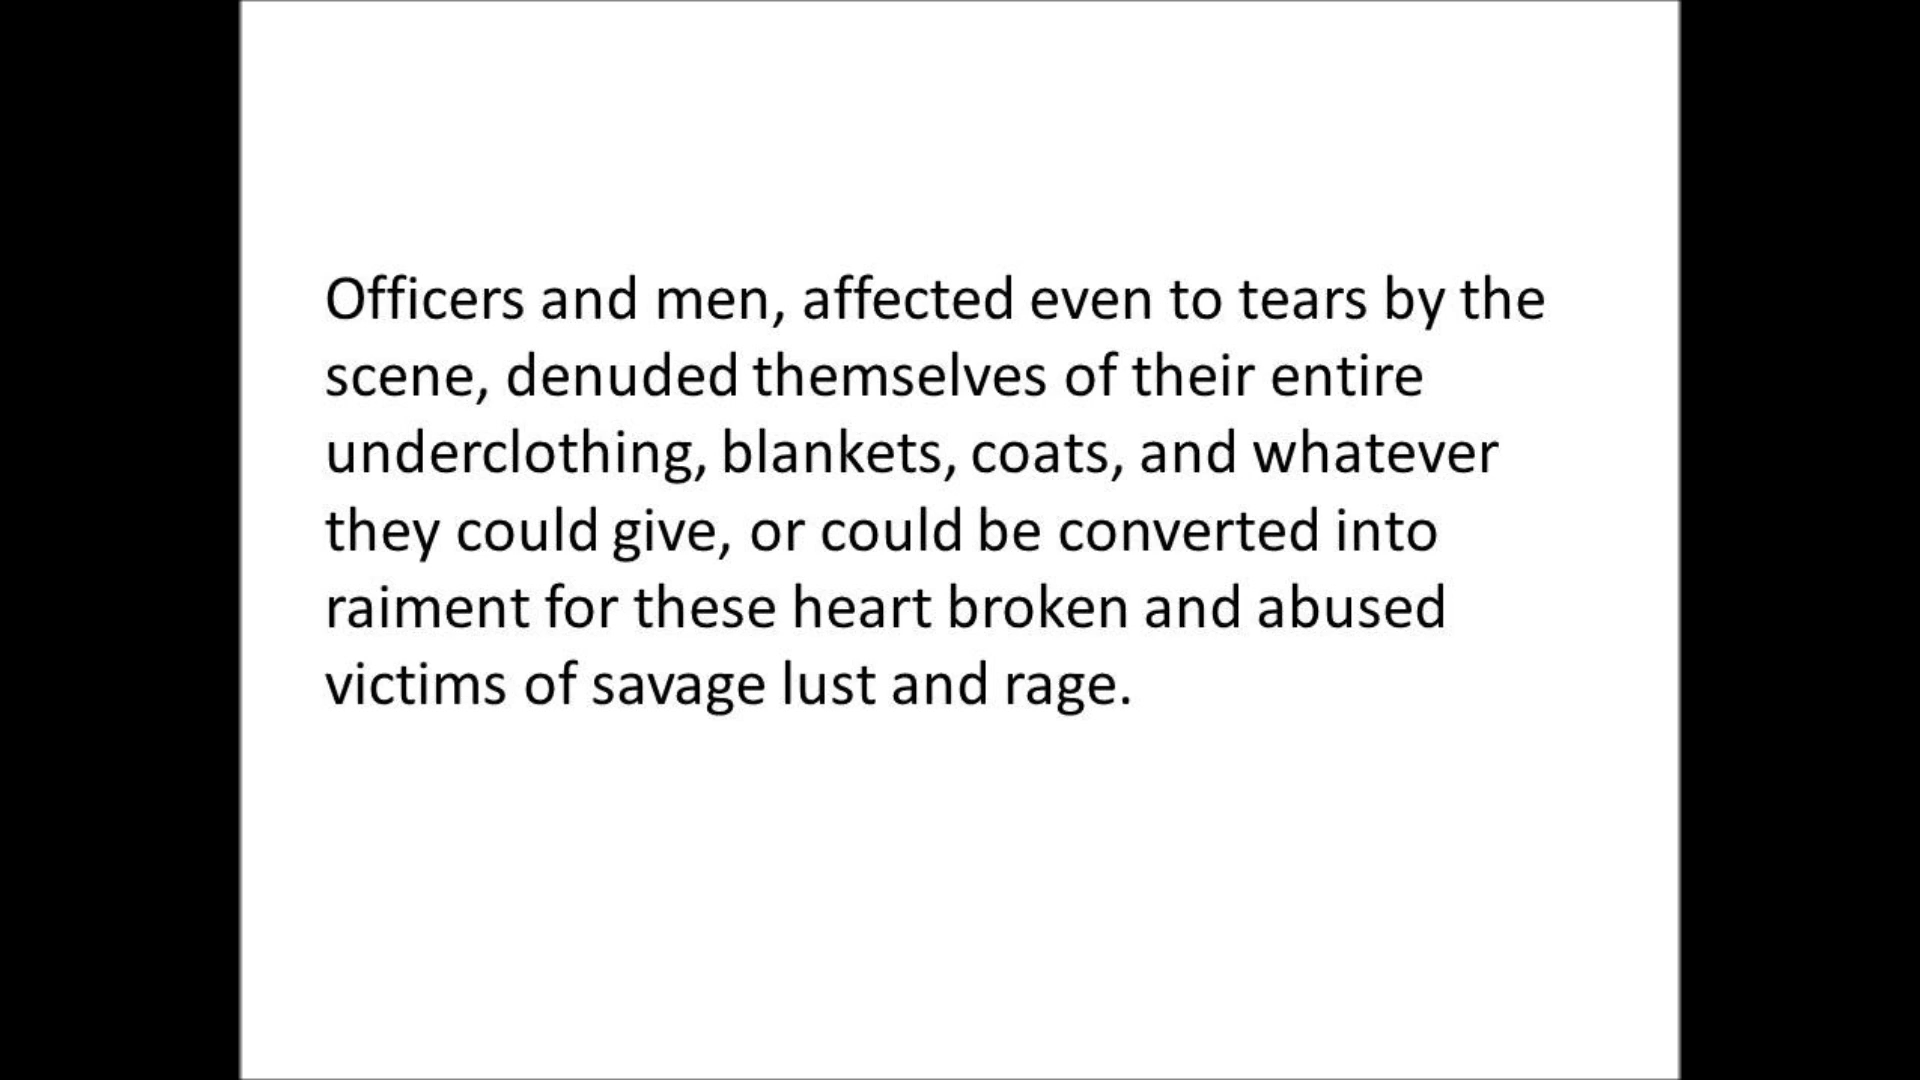 Officers and men, affected even to tears by the
scene, denuded themselves of their entire
underclothing, blankets, coats, and whatever
they could give, or could be converted into
raiment for these heart broken and abused
victims of savage lust and rage.